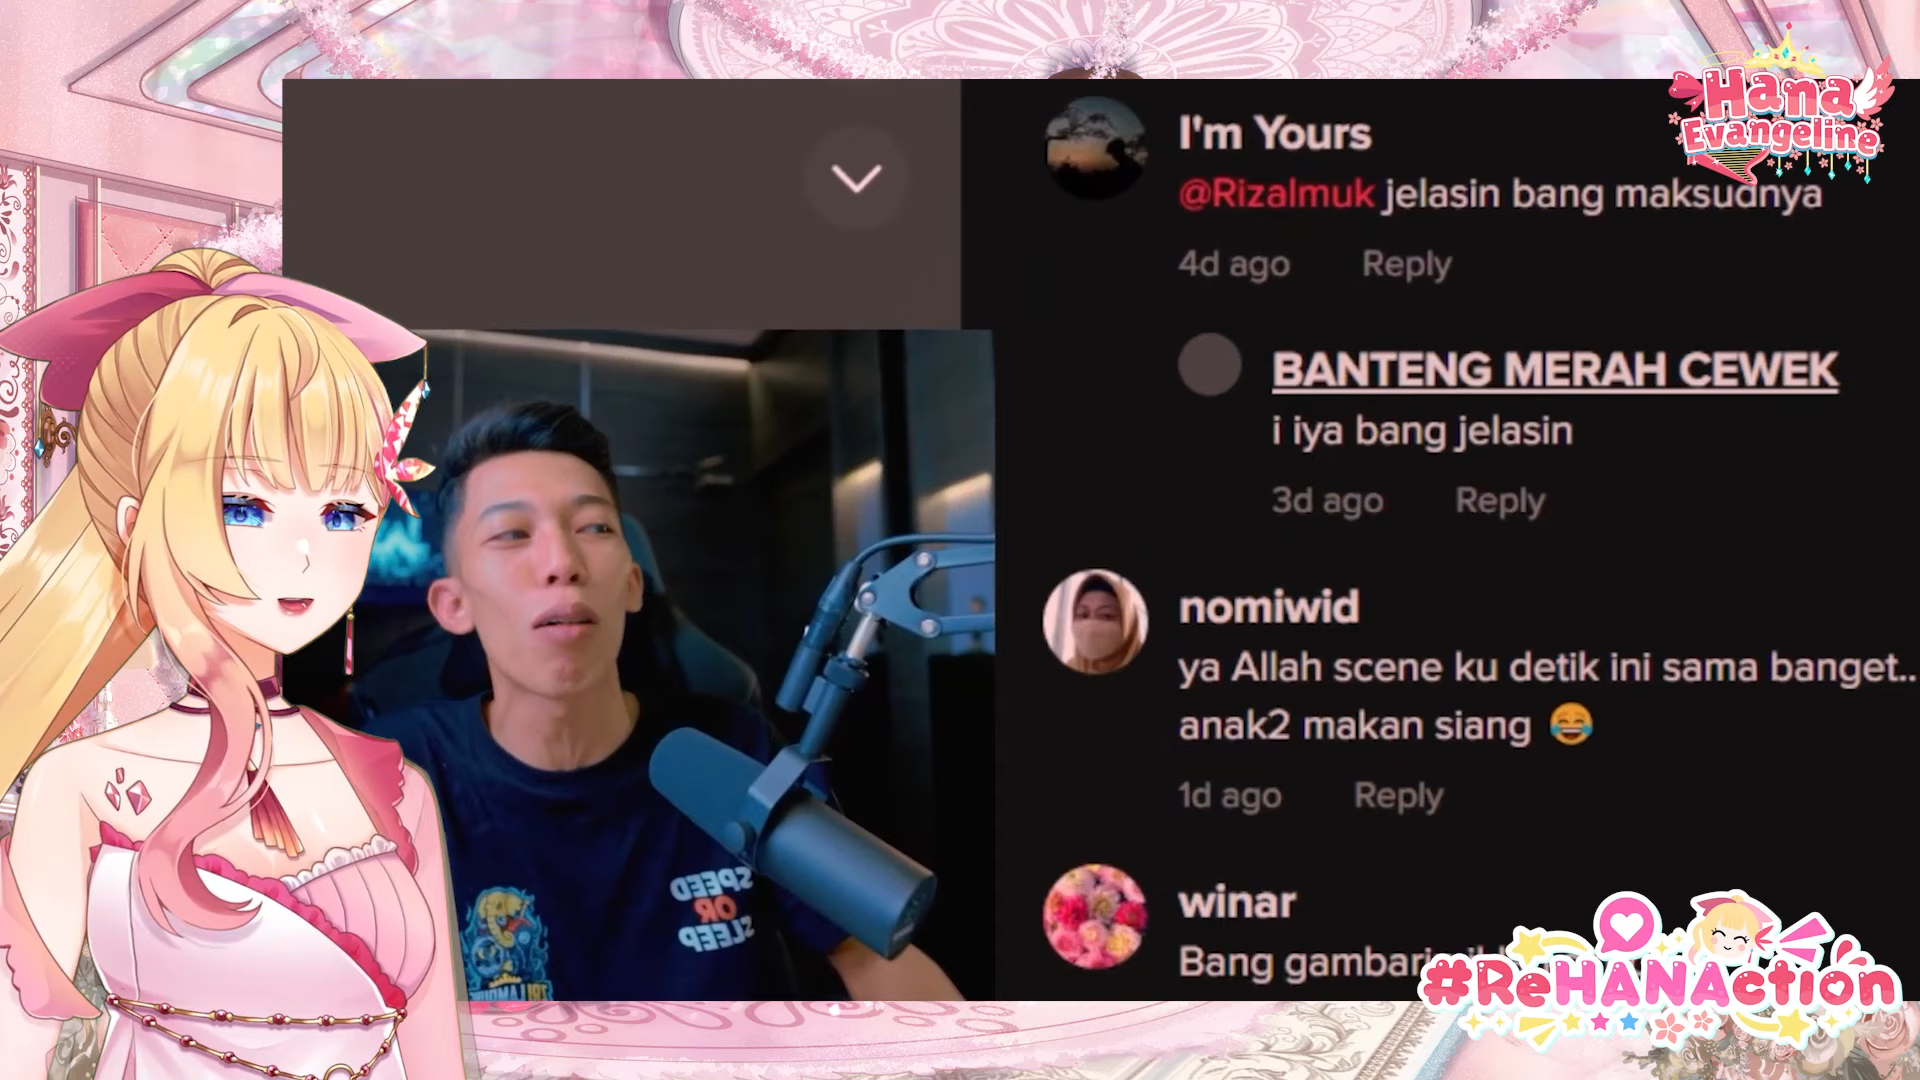 Hana
Evangeline
I'm Yours
@Rizalmuk jelasin bang maksudnya
4d ago Reply
BANTENG MERAH CEWEK
i iya bang jelasin
3d ago Reply
nomiwid
ya Allah scene ku detik ini sama banget..
anak2 makan siang 😂
1d ago Reply
winar
Bang
SPEED
OR
SLEEP
#ReHANAction